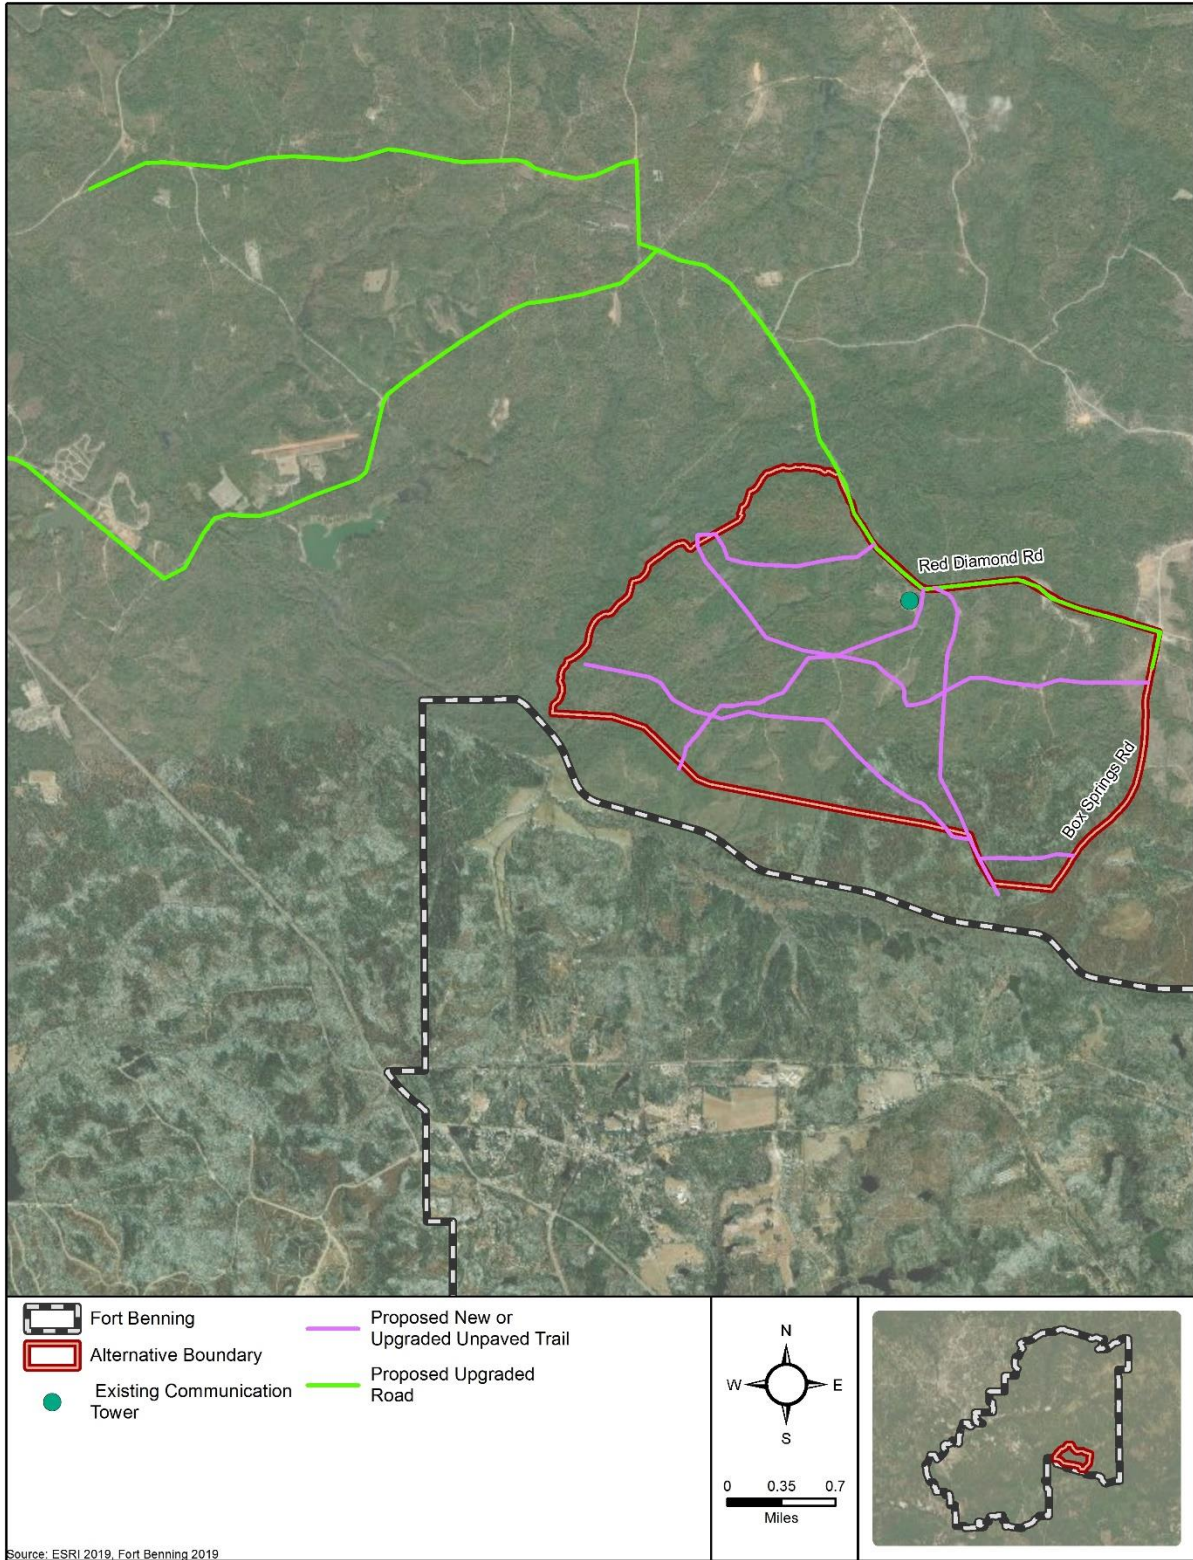 Red Diamond Rd
Box Springs Rd
Fort Benning
Alternative Boundary
Existing Communication
Tower
Proposed New or
Upgraded Unpaved Trail
Proposed Upgraded
Road
N
W
E
S
0 0.35 0.7
Miles
Source: ESRI 2019, Fort Benning 2019